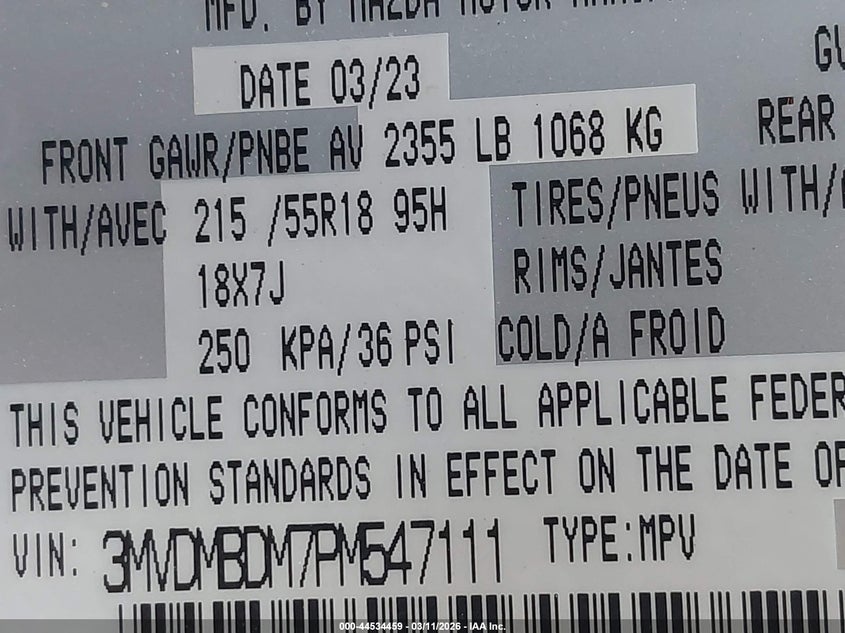 MFD. BY MAZDA MOTOR
DATE 03/23
FRONT GAWR/PNBE AV 2355 LB 1068 KG REAR
WITH/AVEC 215 /55R18 95H TIRES/PNEUS WITH/
18X7J RIMS/JANTES
250 KPA/36 PSI COLD/A FROID
THIS VEHICLE CONFORMS TO ALL APPLICABLE FEDER
PREVENTION STANDARDS IN EFFECT ON THE DATE OF
VIN: 3MVDMBDM7PM547111 TYPE:MPV
000-44534459 - 03/11/2026 - IAA Inc.